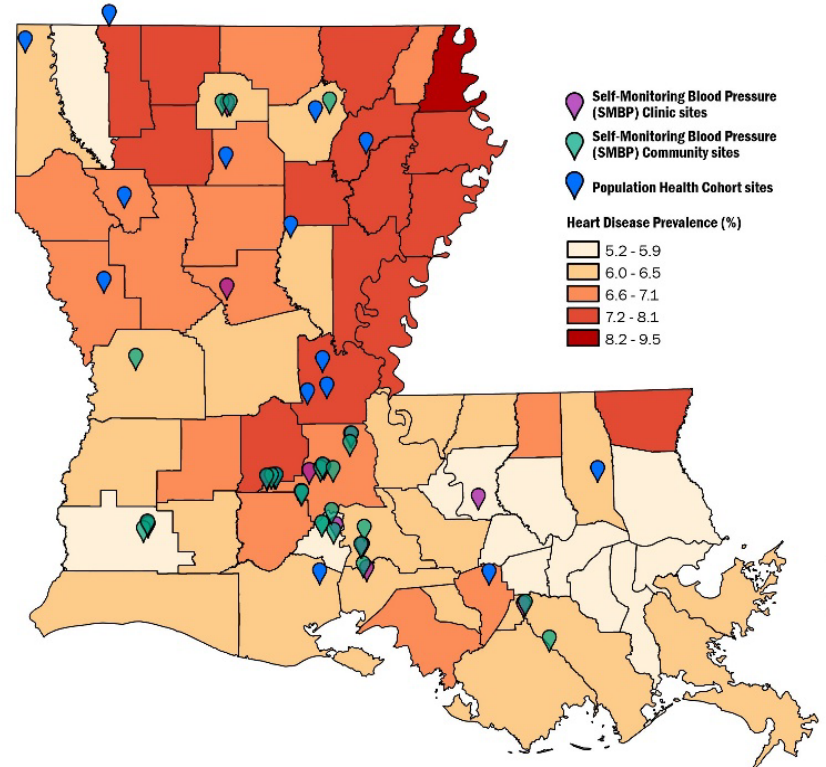 Self-Monitoring Blood Pressure
(SMBP) Clinic sites
Self-Monitoring Blood Pressure
(SMBP) Community sites
Population Health Cohort sites
Heart Disease Prevalence (%)
5.2 - 5.9
6.0 - 6.5
6.6 - 7.1
7.2 - 8.1
8.2 - 9.5